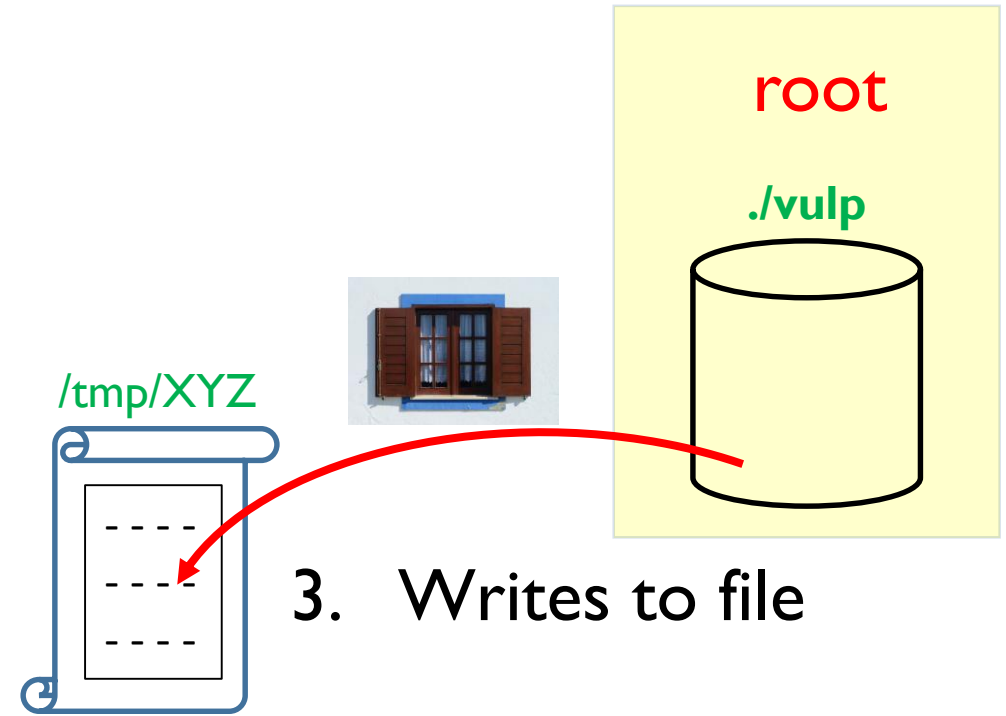 root
./vulp
/tmp/XYZ
- - - -
- - - -
- - - -
3. Writes to file